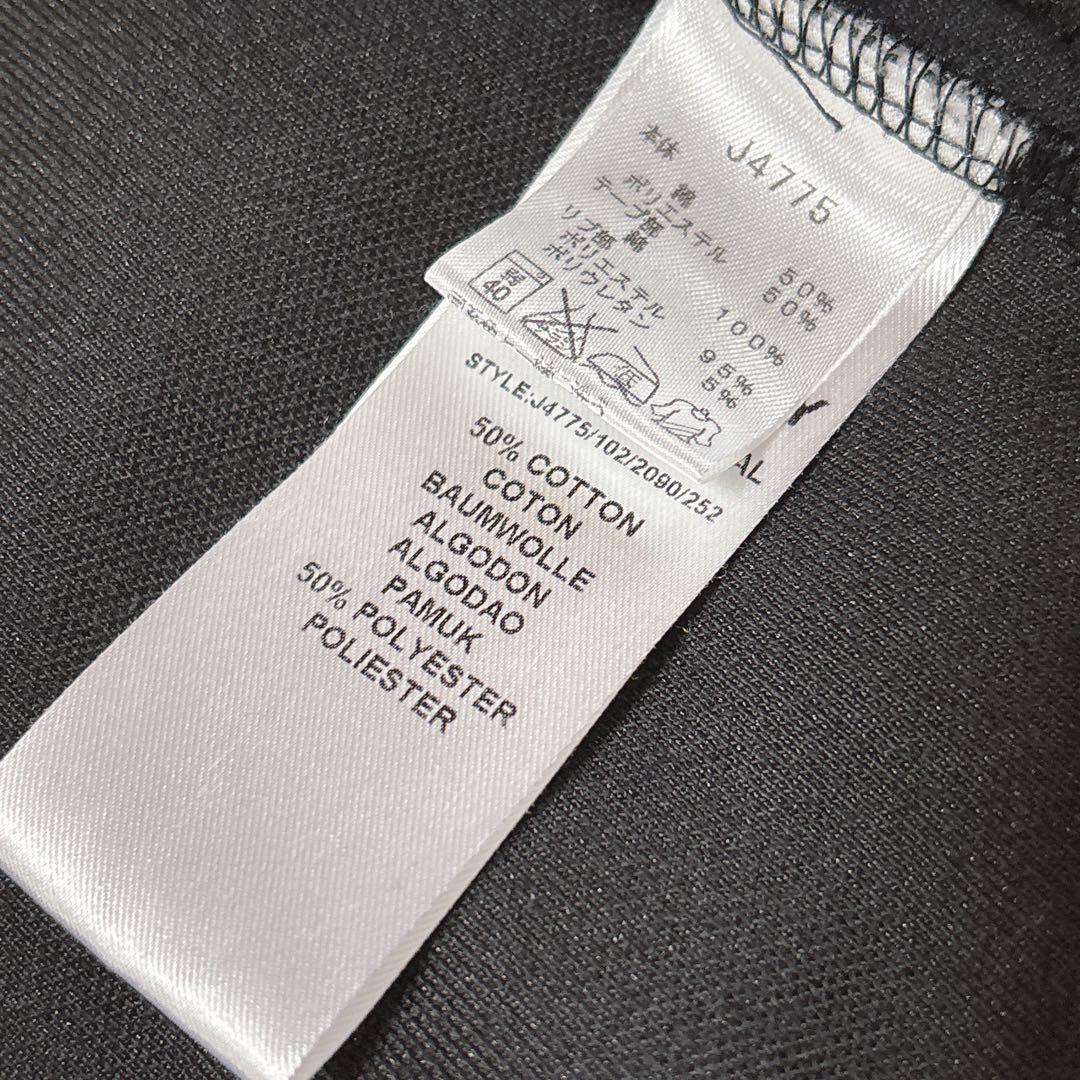 J4775
本体
綿 50%
ポリエステル 50%
テープ部
綿 100%
リブ部
ポリエステル 95%
ポリウレタン 5%
40
Y
AL
STYLE:J4775/102/2090/252
50% COTTON
COTON
BAUMWOLLE
ALGODON
ALGODAO
PAMUK
50% POLYESTER
POLIESTER